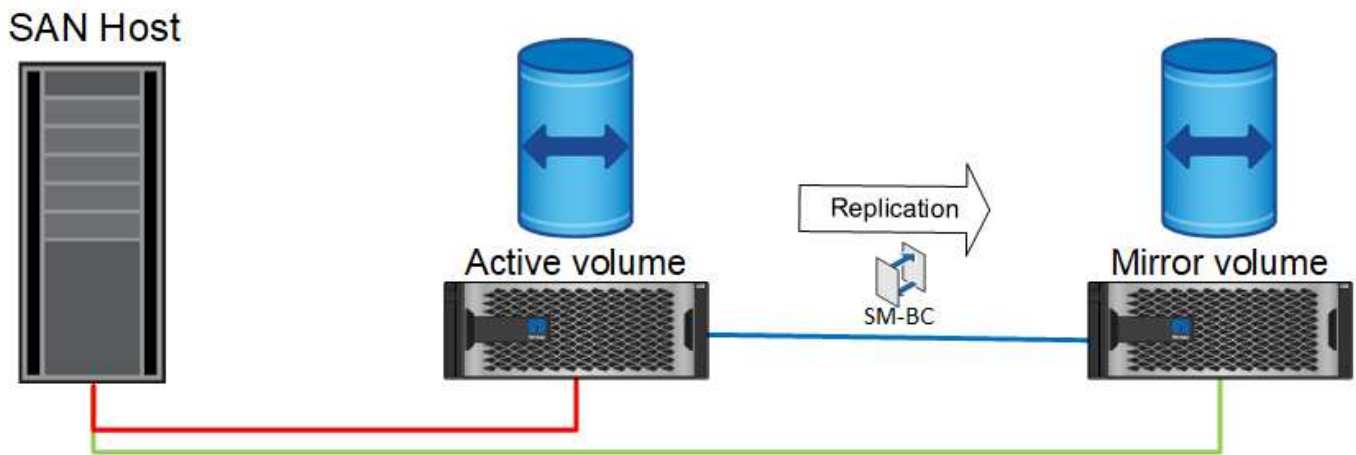 SAN Host
Replication
Active volume
Mirror volume
SM-BC